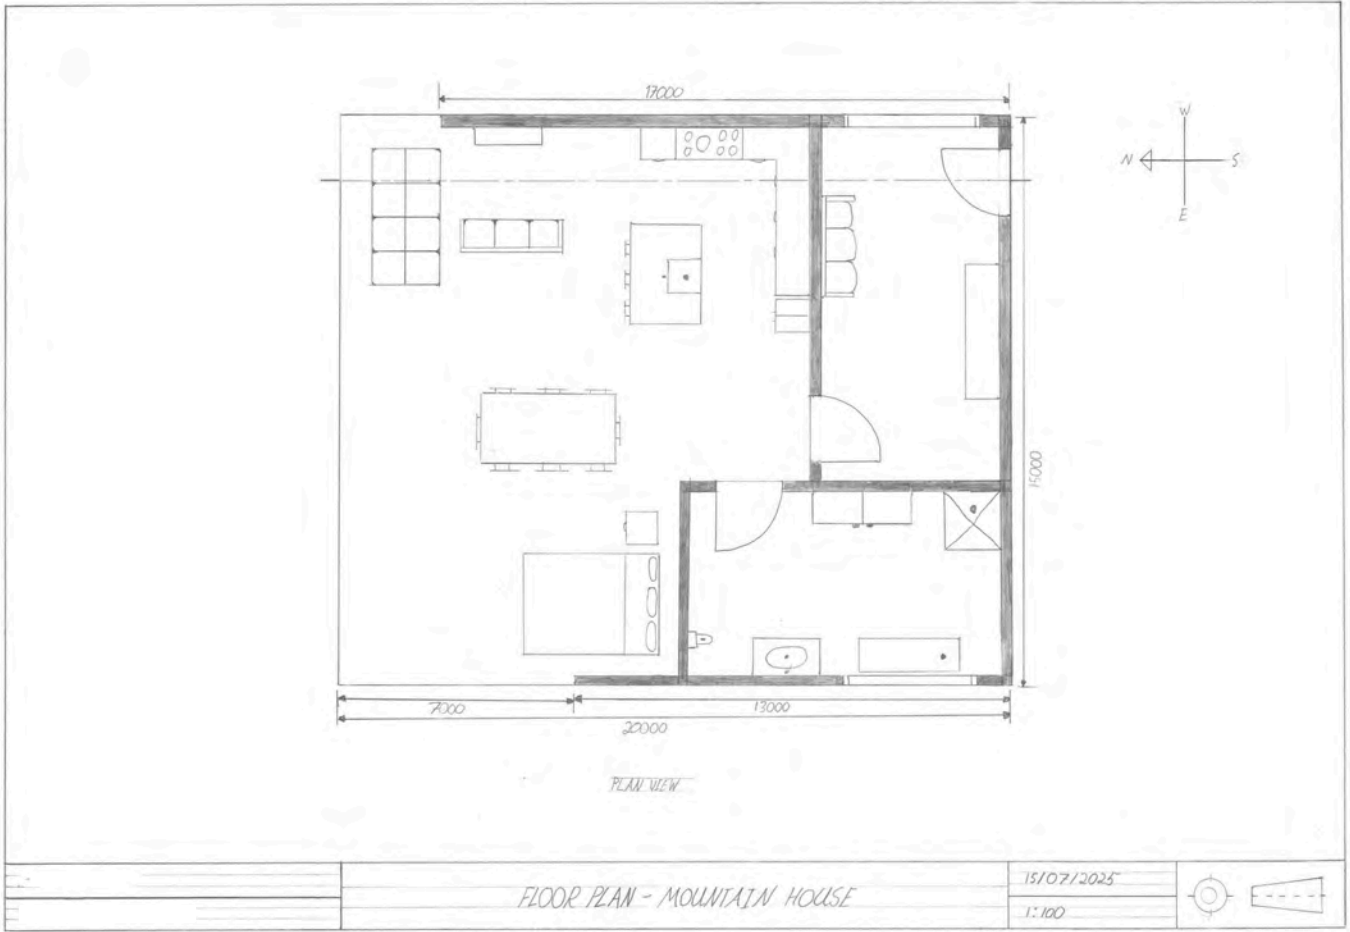 17000
W
N
S
E
15000
7000
13000
20000
PLAN VIEW
FLOOR PLAN - MOUNTAIN HOUSE
15/07/2025
1:100